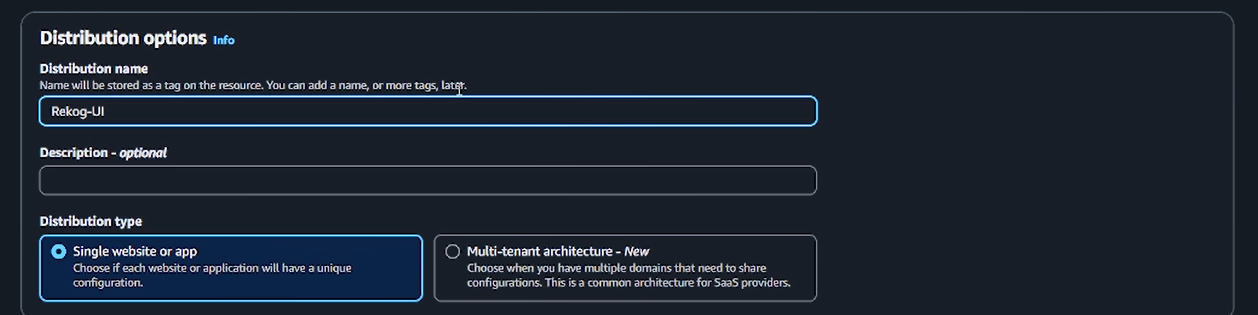 Distribution options Info
Distribution name
Name will be stored as a tag on the resource. You can add a name, or more tags, later.
Rekog-UI
Description - optional
Distribution type
Single website or app
Choose if each website or application will have a unique
configuration.
Multi-tenant architecture - New
Choose when you have multiple domains that need to share
configurations. This is a common architecture for SaaS providers.